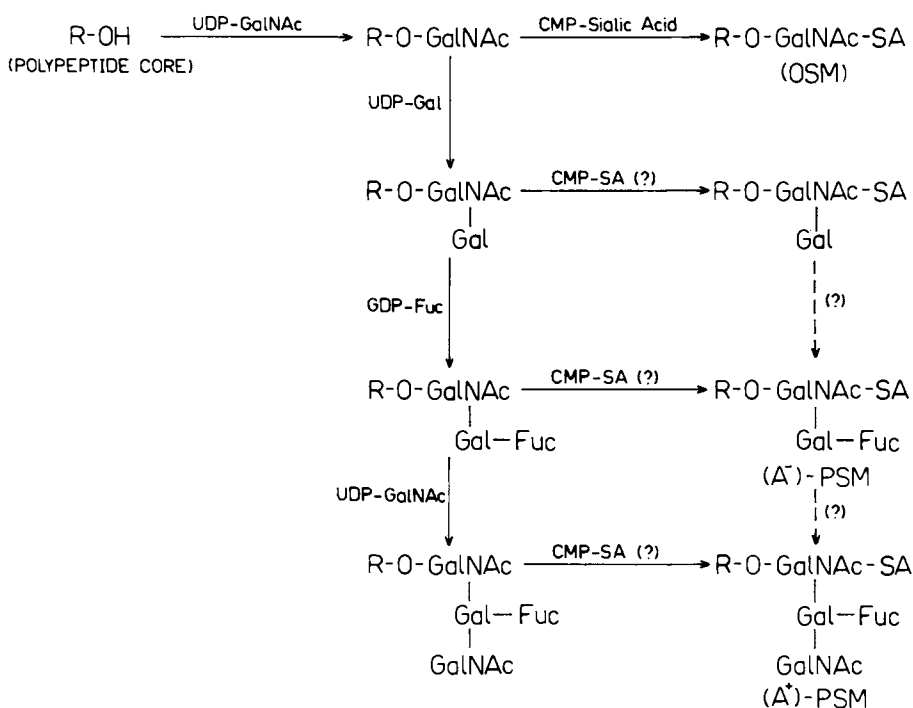 R-OH UDP-GalNAc R-O-GalNAc CMP-Sialic Acid R-O-GalNAc-SA
(POLYPEPTIDE CORE) (OSM)
UDP-Gal
R-O-GalNAc CMP-SA (?) R-O-GalNAc-SA
Gal Gal
GDP-Fuc (?)
R-O-GalNAc CMP-SA (?) R-O-GalNAc-SA
Gal-Fuc Gal-Fuc
(A⁻)-PSM
UDP-GalNAc (?)
R-O-GalNAc CMP-SA (?) R-O-GalNAc-SA
Gal-Fuc Gal-Fuc
GalNAc GalNAc
(A⁺)-PSM